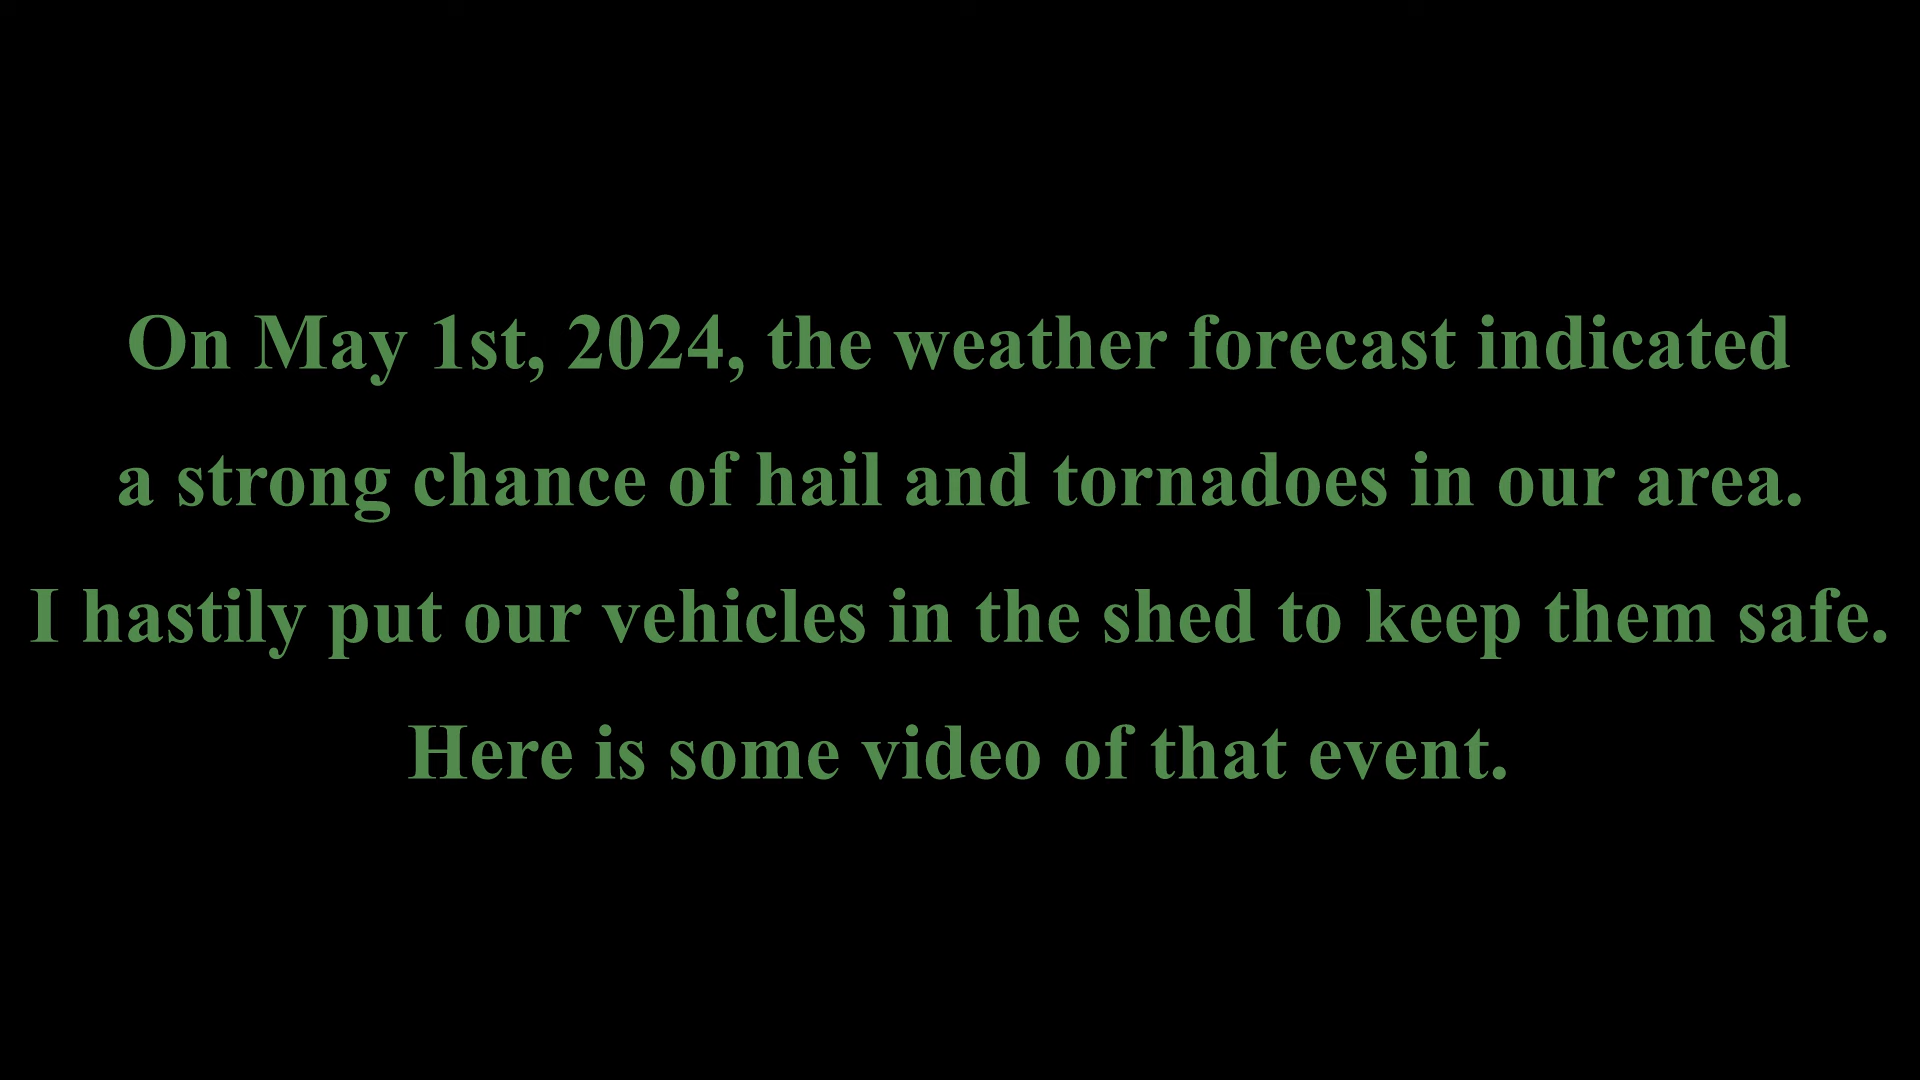 On May 1st, 2024, the weather forecast indicated
a strong chance of hail and tornadoes in our area.
I hastily put our vehicles in the shed to keep them safe.
Here is some video of that event.